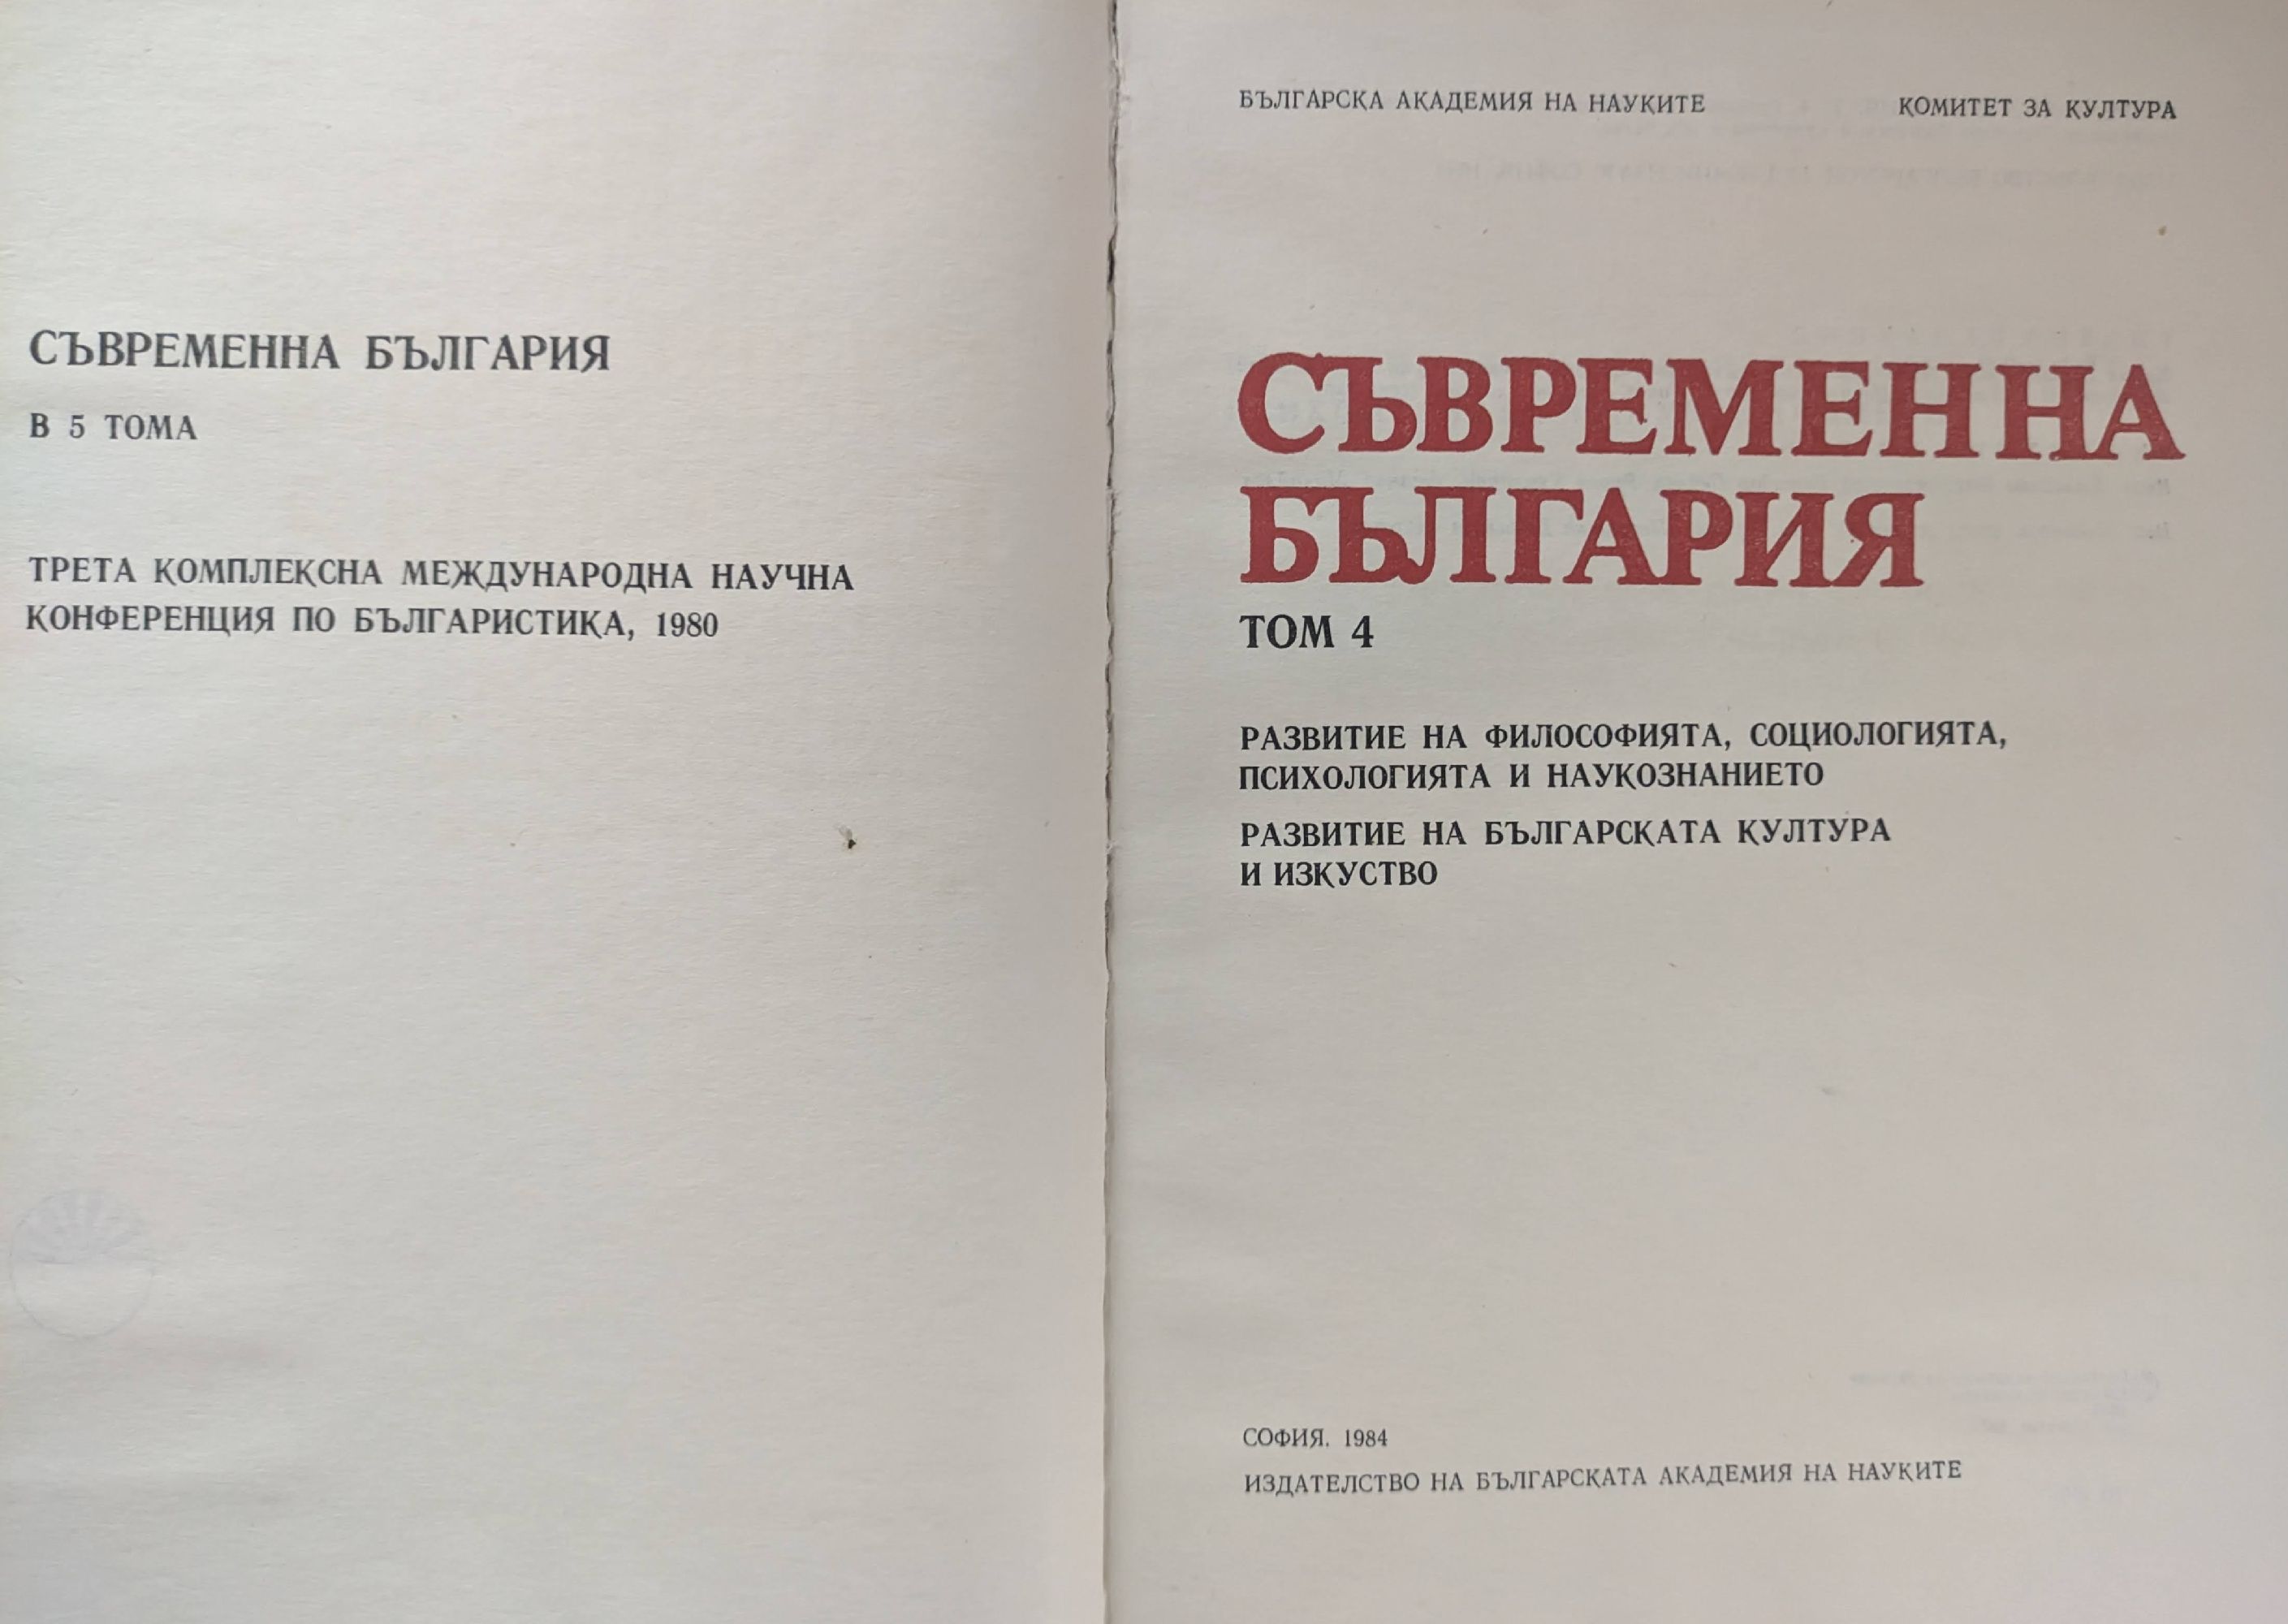 СЪВРЕМЕННА БЪЛГАРИЯ
В 5 ТОМА
ТРЕТА КОМПЛЕКСНА МЕЖДУНАРОДНА НАУЧНА
КОНФЕРЕНЦИЯ ПО БЪЛГАРИСТИКА, 1980
БЪЛГАРСКА АКАДЕМИЯ НА НАУКИТЕ КОМИТЕТ ЗА КУЛТУРА
СЪВРЕМЕННА
БЪЛГАРИЯ
ТОМ 4
РАЗВИТИЕ НА ФИЛОСОФИЯТА, СОЦИОЛОГИЯТА,
ПСИХОЛОГИЯТА И НАУКОЗНАНИЕТО
РАЗВИТИЕ НА БЪЛГАРСКАТА КУЛТУРА
И ИЗКУСТВО
СОФИЯ. 1984
ИЗДАТЕЛСТВО НА БЪЛГАРСКАТА АКАДЕМИЯ НА НАУКИТЕ